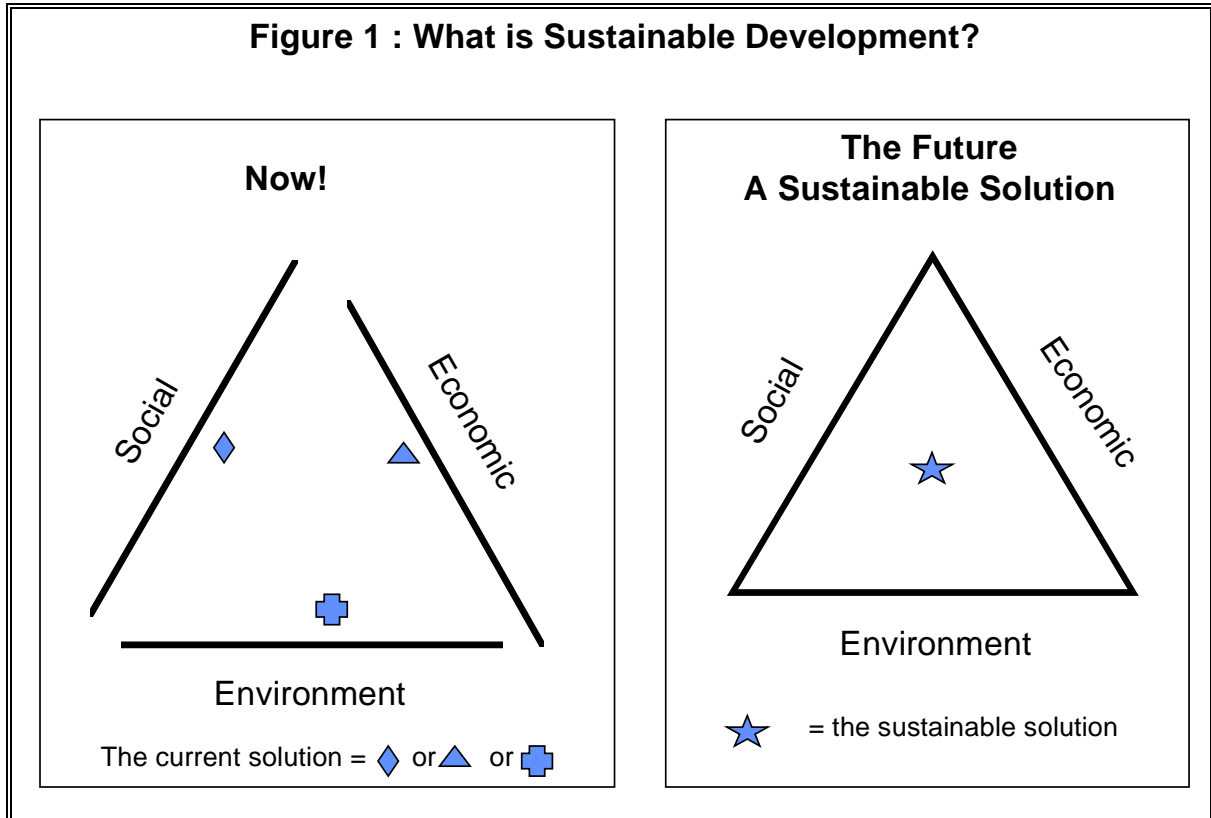 Figure 1 : What is Sustainable Development?
Now!
Social
Economic
Environment
The current solution = or or
The Future
A Sustainable Solution
Social
Economic
Environment
= the sustainable solution